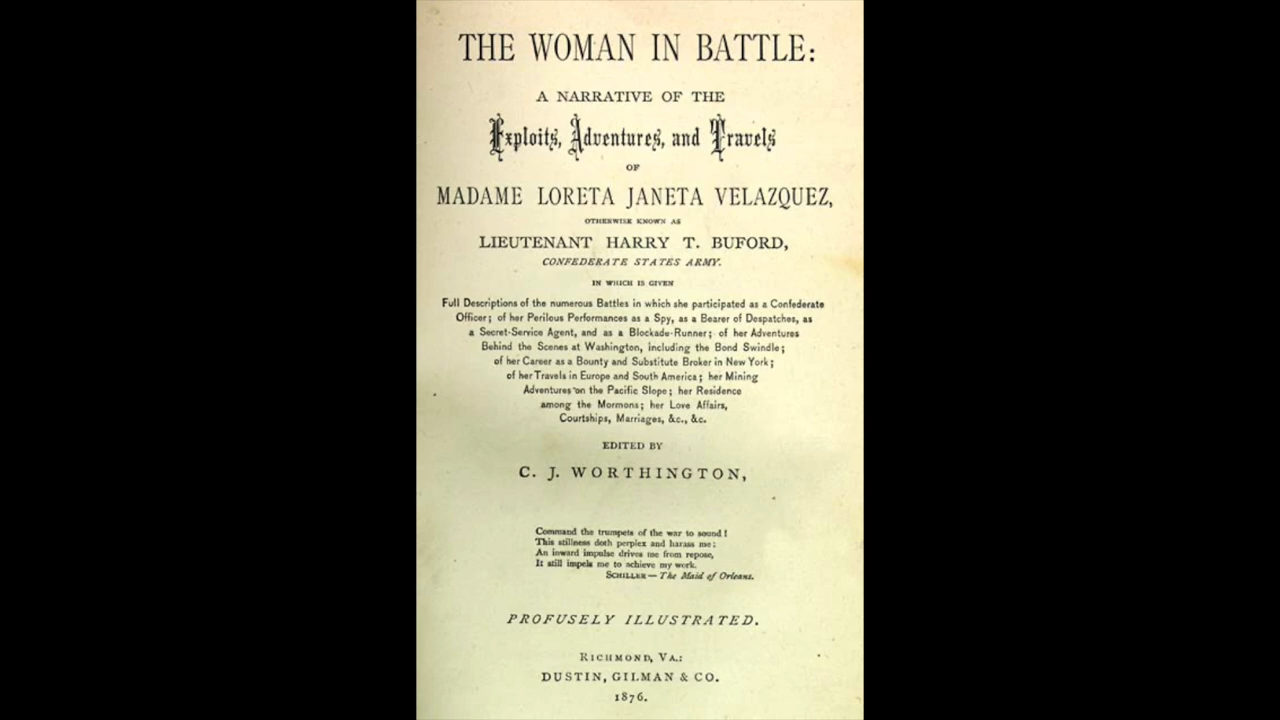 THE WOMAN IN BATTLE:
A NARRATIVE OF THE
Exploits, Adventures, and Travels
OF
MADAME LORETA JANETA VELAZQUEZ,
OTHERWISE KNOWN AS
LIEUTENANT HARRY T. BUFORD,
CONFEDERATE STATES ARMY.
IN WHICH IS GIVEN
Full Descriptions of the numerous Battles in which she participated as a Confederate
Officer; of her Perilous Performances as a Spy, as a Bearer of Despatches, as
a Secret-Service Agent, and as a Blockade-Runner; of her Adventures
Behind the Scenes at Washington, including the Bond Swindle;
of her Career as a Bounty and Substitute Broker in New York;
of her Travels in Europe and South America; her Mining
Adventures on the Pacific Slope; her Residence
among the Mormons; her Love Affairs,
Courtships, Marriages, &c., &c.
EDITED BY
C. J. WORTHINGTON,
Command the trumpets of the war to sound!
This stillness doth perplex and harass me;
An inward impulse drives me from repose,
It still impels me to achieve my work.
SCHILLER — The Maid of Orleans.
PROFUSELY ILLUSTRATED.
RICHMOND, VA.:
DUSTIN, GILMAN & CO.
1876.